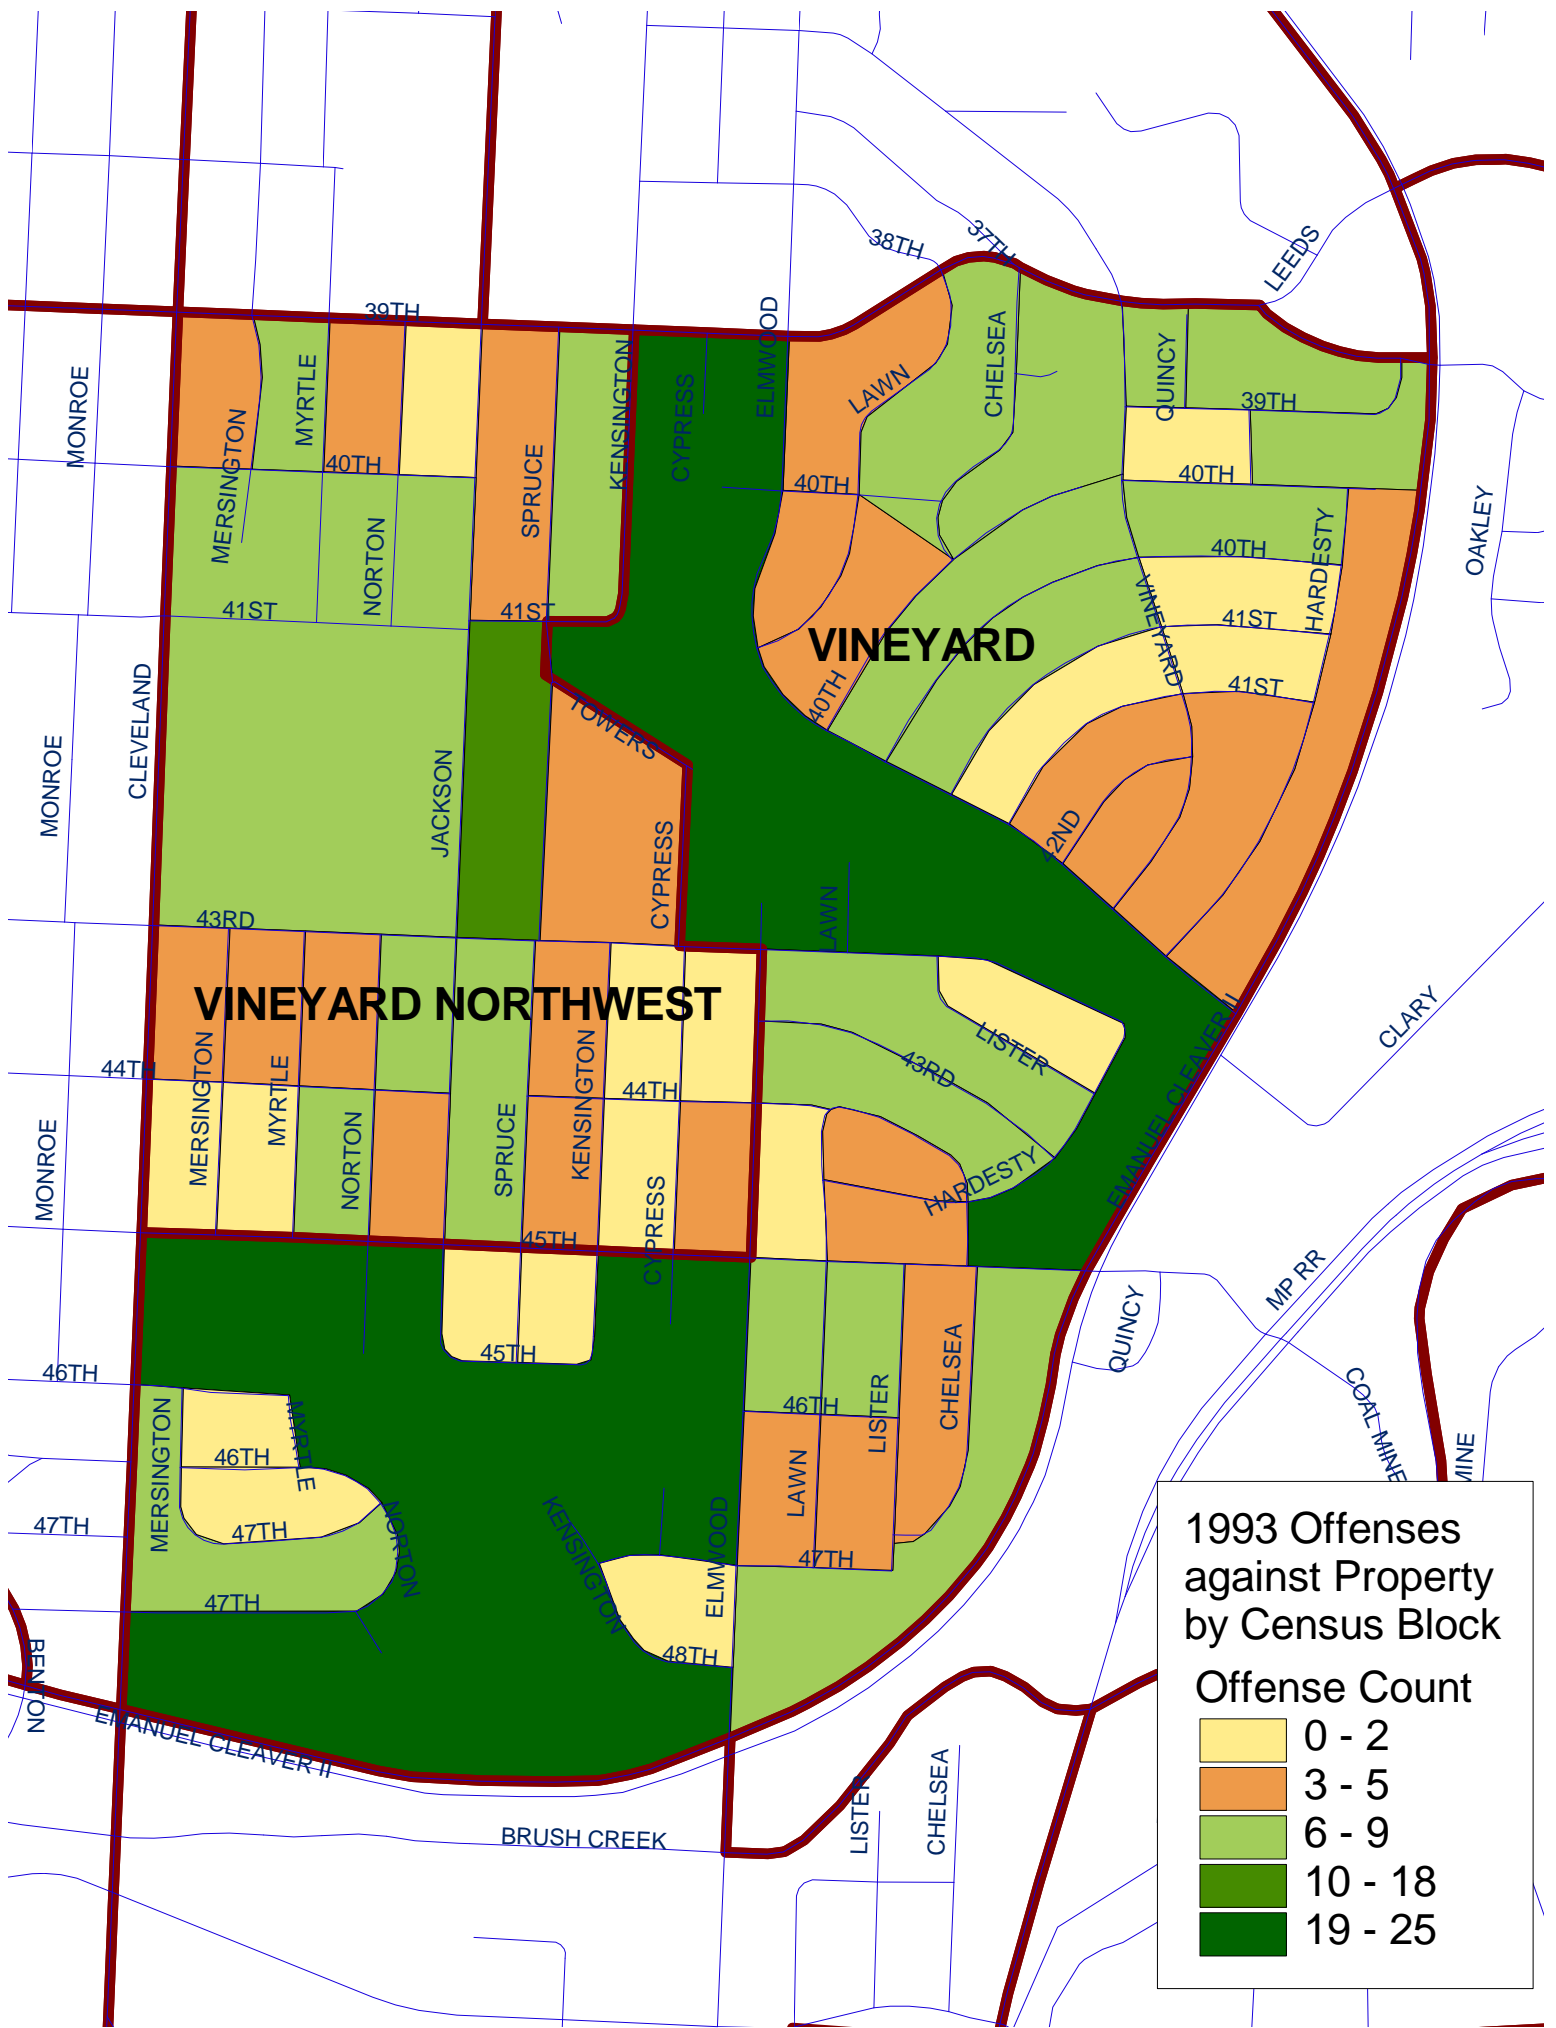 38TH
37TH
LEEDS
39TH
ELMWOOD
MONROE
MYRTLE
KENSINGTON
CYPRESS
LAWN
CHELSEA
QUINCY
39TH
MERSINGTON
40TH
SPRUCE
40TH
40TH
NORTON
OAKLEY
40TH
HARDESTY
41ST
41ST
41ST
VINEYARD
VINEYARD
41ST
CLEVELAND
40TH
TOWERS
MONROE
JACKSON
42ND
CYPRESS
43RD
LAWN
VINEYARD NORTHWEST
LISTER
CLARY
43RD
44TH
MERSINGTON
MYRTLE
KENSINGTON
44TH
EMANUEL CLEAVER II
MONROE
NORTON
SPRUCE
HARDESTY
CYPRESS
45TH
MP RR
QUINCY
45TH
46TH
MERSINGTON
MYRTLE
46TH
LISTER
CHELSEA
COAL MINE
MINE
46TH
LAWN
47TH
47TH
NORTON
KENSINGTON
ELMWOOD
47TH
47TH
48TH
BENTON
EMANUEL CLEAVER II
BRUSH CREEK
LISTER
CHELSEA
1993 Offenses
against Property
by Census Block
Offense Count
0 - 2
3 - 5
6 - 9
10 - 18
19 - 25